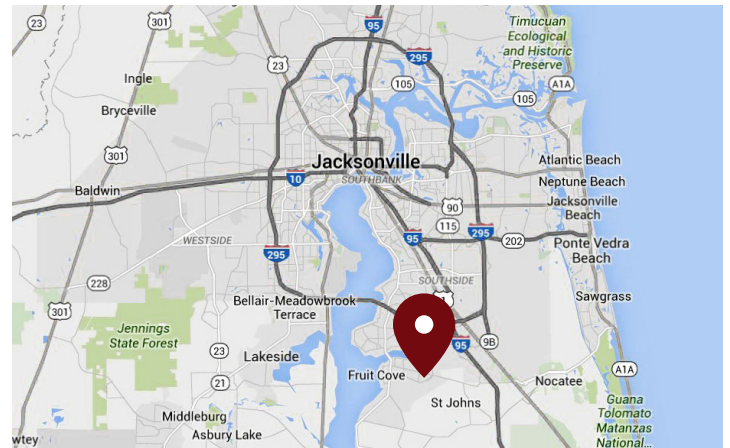 23
301
95
Timucuan
Ecological
and Historic
Preserve
295
23
Ingle
105
A1A
105
Bryceville
301
Jacksonville
Atlantic Beach
10
SOUTHBANK
Neptune Beach
Baldwin
90
Jacksonville
Beach
115
WESTSIDE
95
295
202
Ponte Vedra
Beach
295
228
SOUTHSIDE
Sawgrass
301
Bellair-Meadowbrook
Terrace
1
Jennings
State Forest
95
9B
23
Lakeside
A1A
21
Fruit Cove
Nocatee
St Johns
Guana
Tolomato
Matanzas
National...
Middleburg
Asbury Lake
wtey